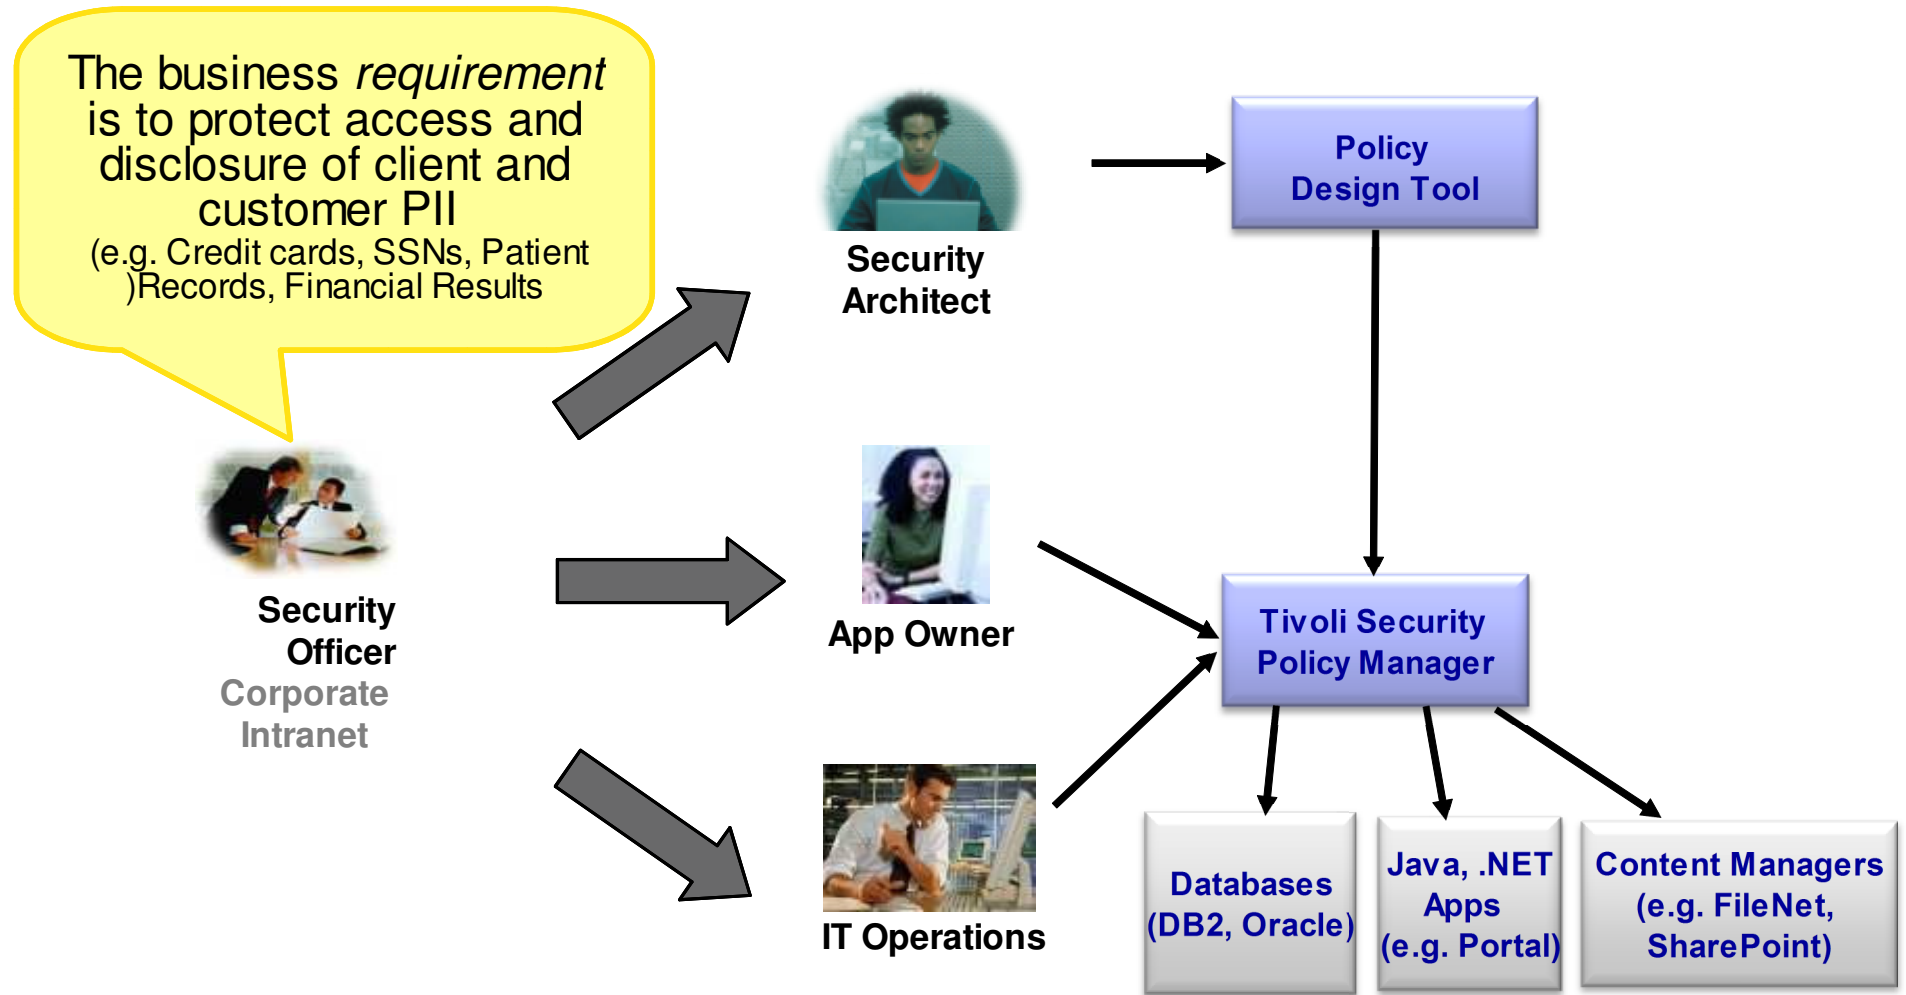 The business requirement
is to protect access and
disclosure of client and
customer PII
(e.g. Credit cards, SSNs, Patient
)Records, Financial Results
Security
Officer
Corporate
Intranet
Security
Architect
App Owner
IT Operations
Policy
Design Tool
Tivoli Security
Policy Manager
Databases
(DB2, Oracle)
Java, .NET
Apps
(e.g. Portal)
Content Managers
(e.g. FileNet,
SharePoint)